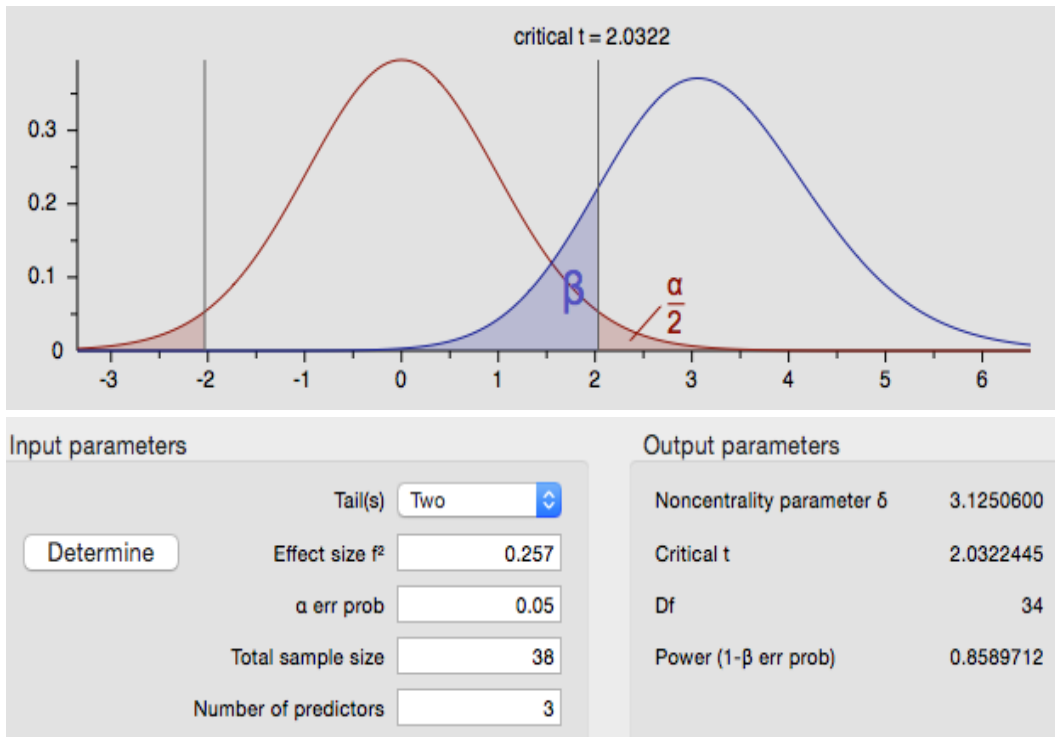 critical t = 2.0322
0.3
0.2
0.1
0
β
α
2
-3 -2 -1 0 1 2 3 4 5 6
Input parameters
Tail(s) Two
Determine Effect size f² 0.257
α err prob 0.05
Total sample size 38
Number of predictors 3
Output parameters
Noncentrality parameter δ 3.1250600
Critical t 2.0322445
Df 34
Power (1-β err prob) 0.8589712